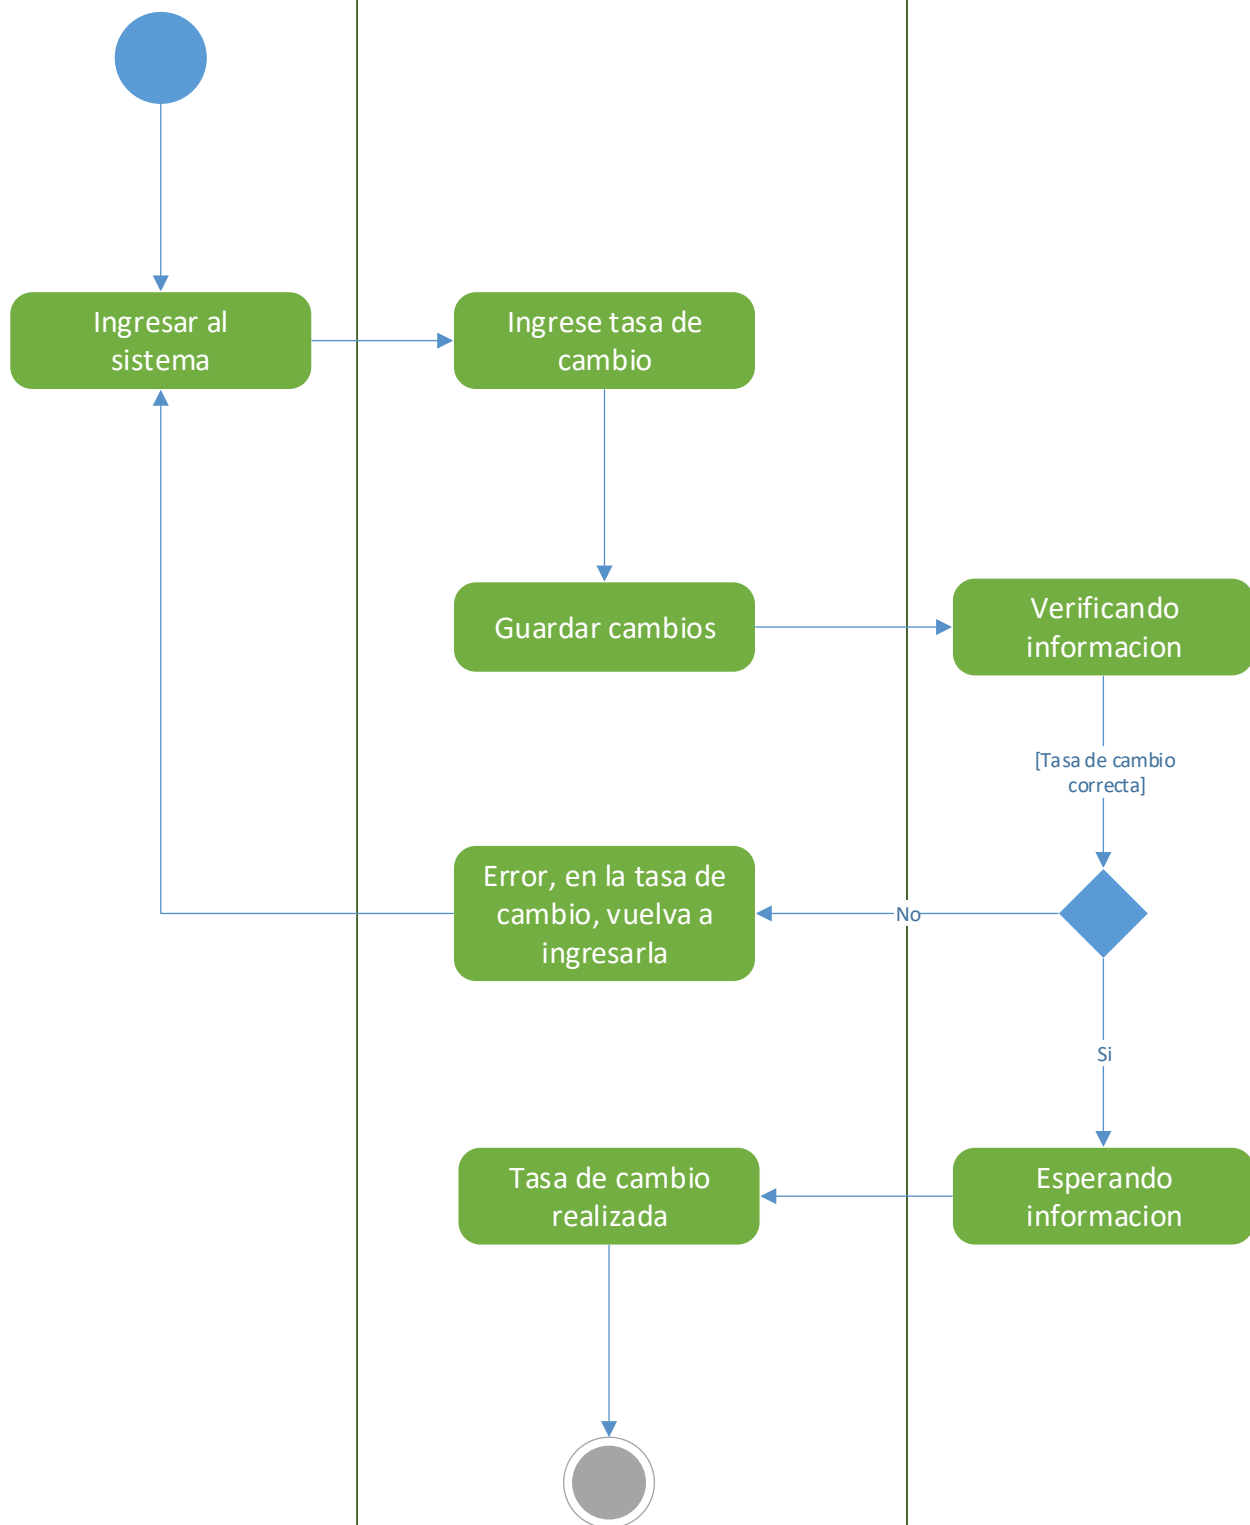 Ingresar al
sistema
Ingrese tasa de
cambio
Guardar cambios
Verificando
informacion
[Tasa de cambio
correcta]
Error, en la tasa de
cambio, vuelva a
ingresarla
No
Si
Tasa de cambio
realizada
Esperando
informacion